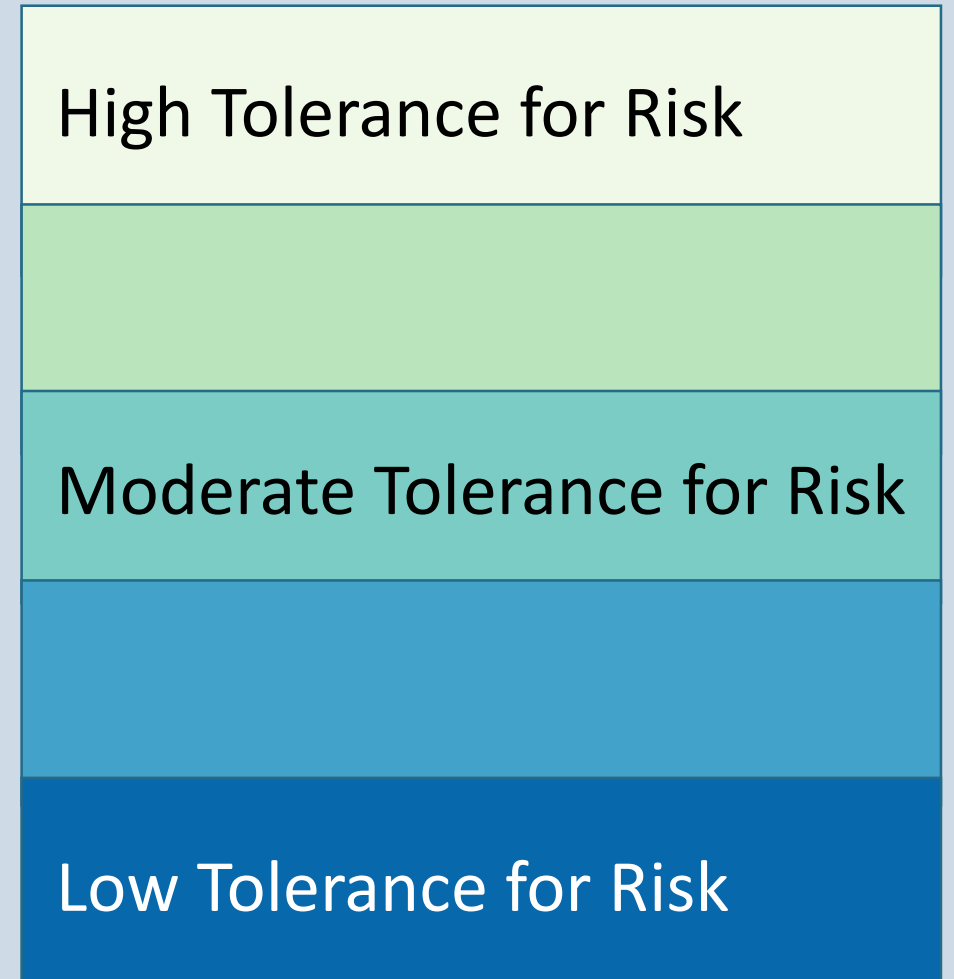 High Tolerance for Risk
Moderate Tolerance for Risk
Low Tolerance for Risk